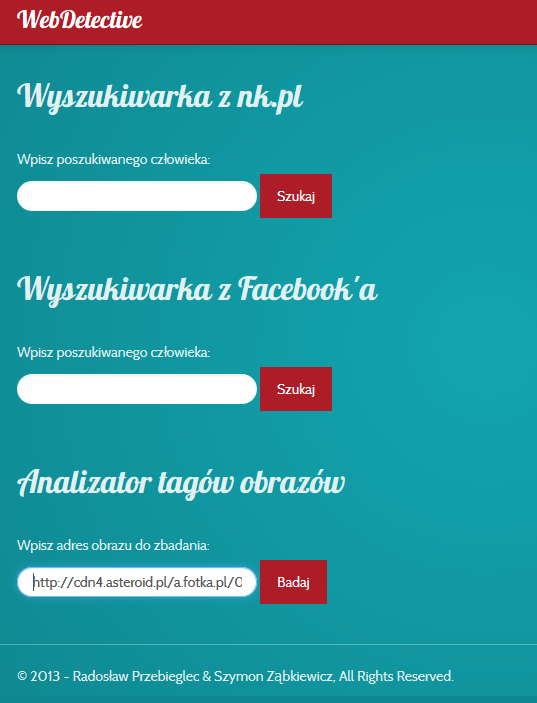 WebDetective
Wyszukiwarka z nk.pl
Wpisz poszukiwanego człowieka:
Szukaj
Wyszukiwarka z Facebook'a
Wpisz poszukiwanego człowieka:
Szukaj
Analizator tagów obrazów
Wpisz adres obrazu do zbadania:
http://cdn4.asteroid.pl/a.fotka.pl/0 Badaj
© 2013 - Radosław Przebieglec & Szymon Ząbkiewicz, All Rights Reserved.